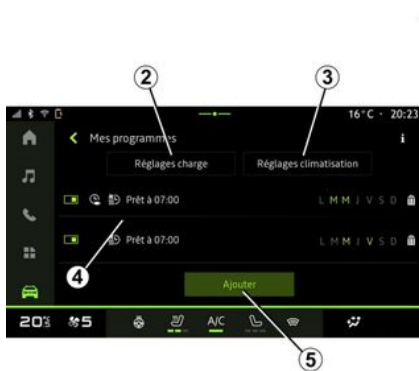 2
3
16°C · 20:23
Mes programmes
i
Réglages charge
Réglages climatisation
Prêt à 07:00
L M M J V S D
Prêt à 07:00
L M M J V S D
4
Ajouter
20.5
5
A/C
5